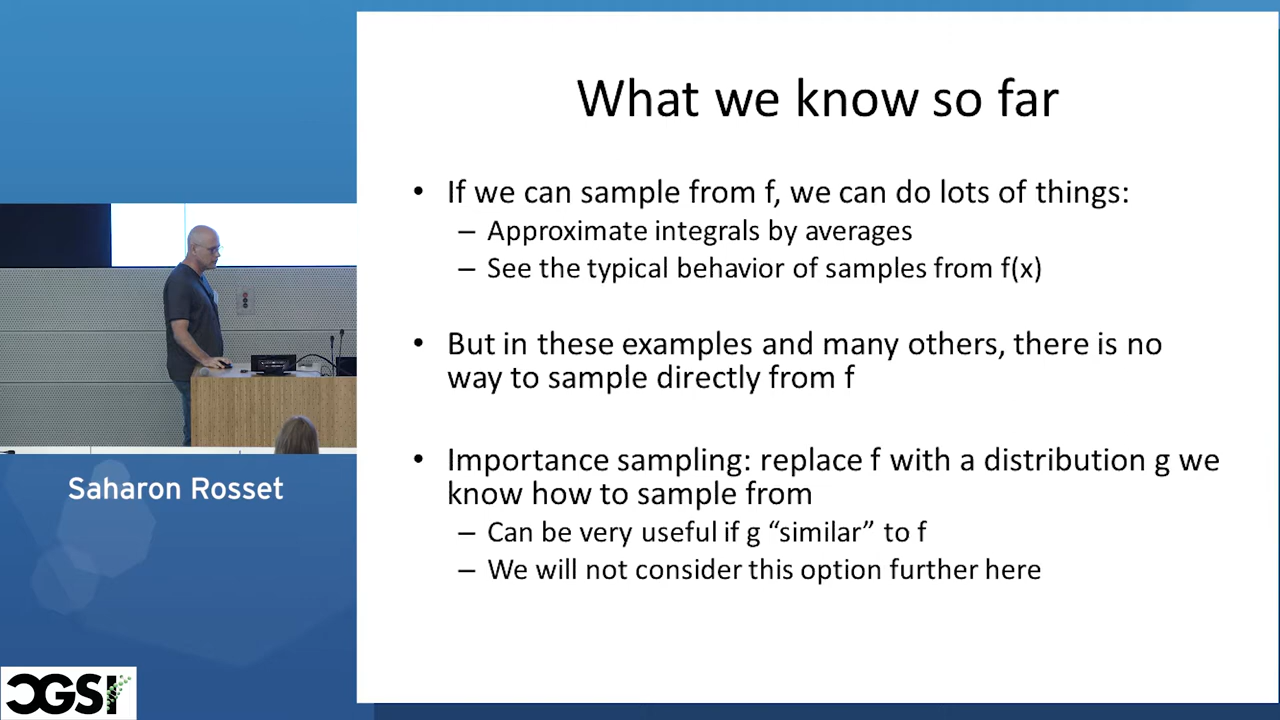 What we know so far
• If we can sample from f, we can do lots of things:
– Approximate integrals by averages
– See the typical behavior of samples from f(x)
• But in these examples and many others, there is no
way to sample directly from f
• Importance sampling: replace f with a distribution g we
know how to sample from
– Can be very useful if g “similar” to f
– We will not consider this option further here
Saharon Rosset
CGSI